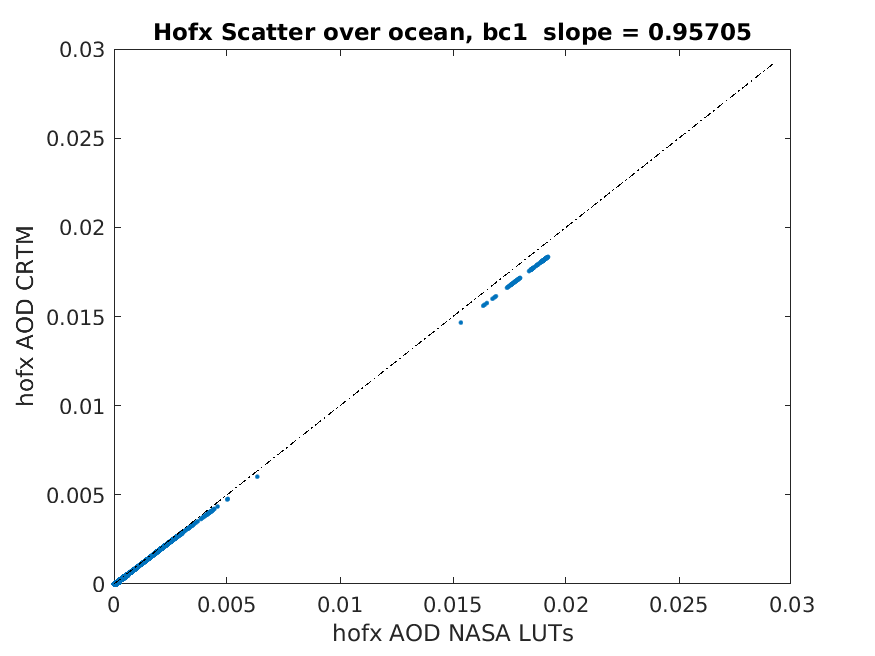 Hofx Scatter over ocean, bc1  slope = 0.95705
0.03
0.025
0.02
0.015
0.01
0.005
0
hofx AOD CRTM
0 0.005 0.01 0.015 0.02 0.025 0.03
hofx AOD NASA LUTs